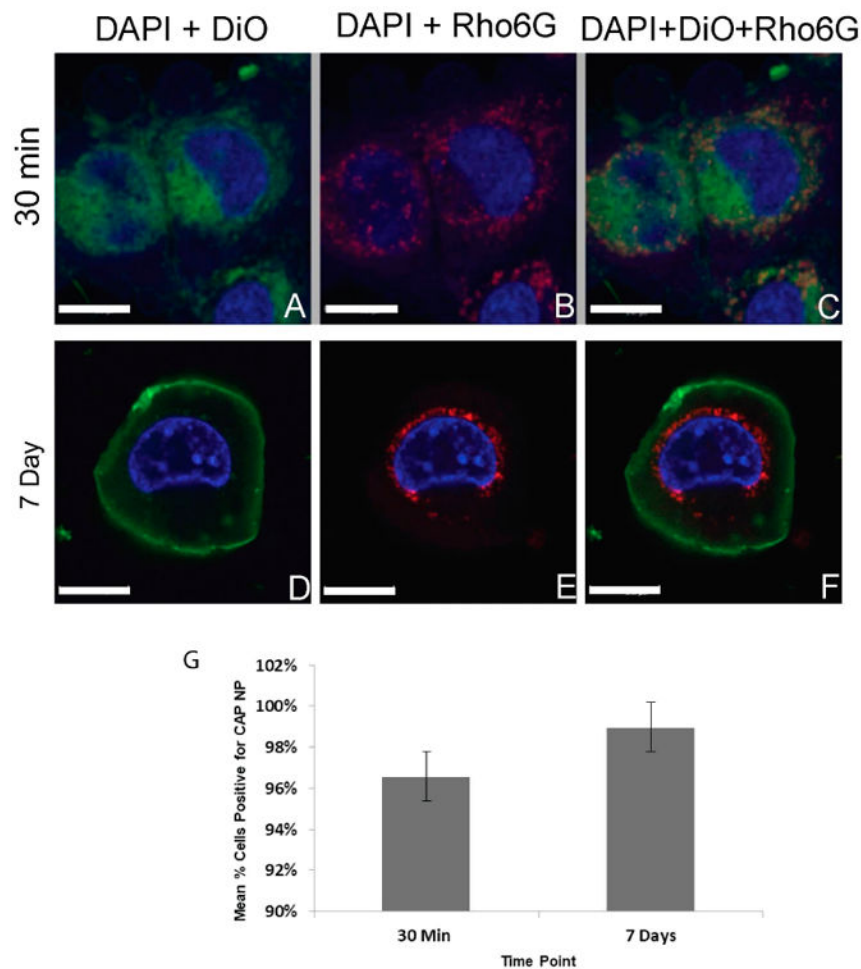 DAPI + DiO
DAPI + Rho6G
DAPI+DiO+Rho6G
30 min
A
B
C
7 Day
D
E
F
G
Mean % Cells Positive for CAP NP
102%
100%
98%
96%
94%
92%
90%
30 Min
7 Days
Time Point